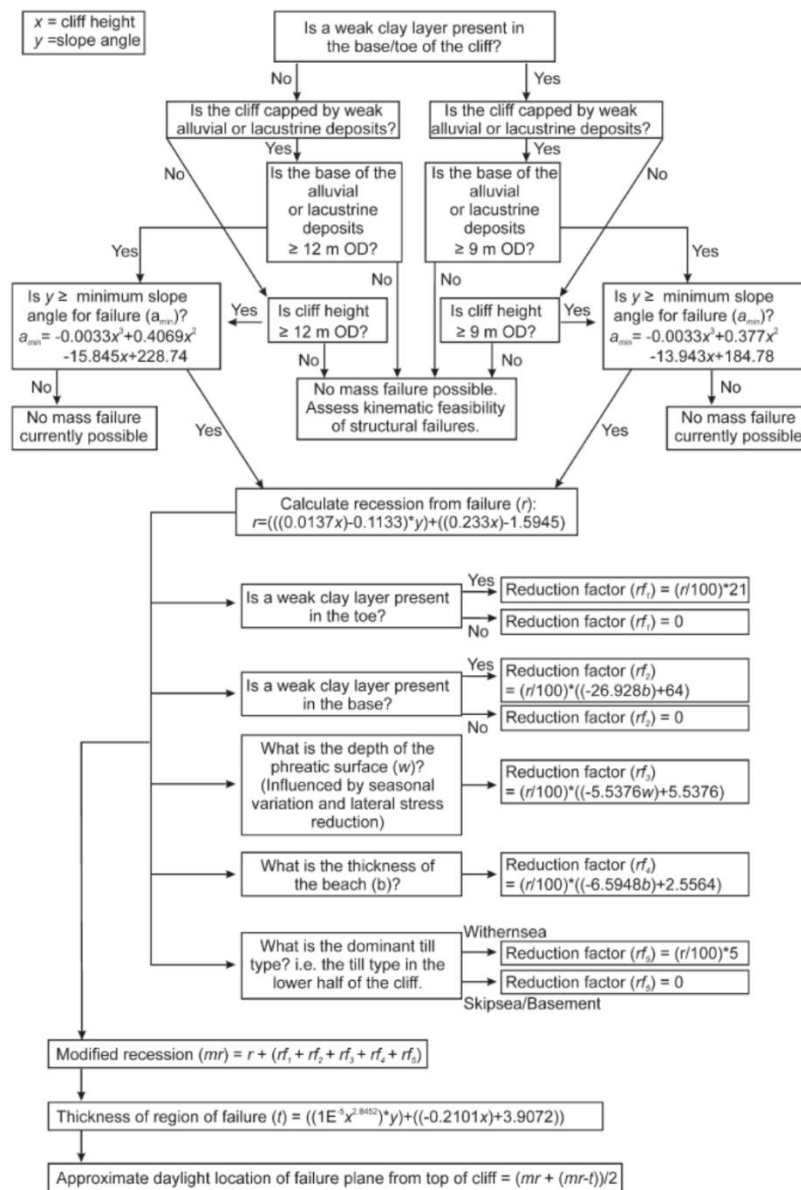 x = cliff height
y =slope angle
Is a weak clay layer present in
the base/toe of the cliff?
No
Yes
Is the cliff capped by weak
alluvial or lacustrine deposits?
Is the cliff capped by weak
alluvial or lacustrine deposits?
Yes
Yes
No
No
Is the base of the
alluvial
or lacustrine
deposits
≥ 12 m OD?
Is the base of the
alluvial
or lacustrine
deposits
≥ 9 m OD?
Yes
Yes
No
No
Is y ≥ minimum slope
angle for failure (aₘᵢₙ)?
aₘᵢₙ= -0.0033x³+0.4069x²
-15.845x+228.74
Yes
Is cliff height
≥ 12 m OD?
Is cliff height
≥ 9 m OD?
Yes
Is y ≥ minimum slope
angle for failure (aₘᵢₙ)?
aₘᵢₙ= -0.0033x³+0.377x²
-13.943x+184.78
No
No
No
No
No mass failure
currently possible
No mass failure possible.
Assess kinematic feasibility
of structural failures.
No mass failure
currently possible
Yes
Yes
Calculate recession from failure (r):
r=(((0.0137x)-0.1133)*y)+((0.233x)-1.5945)
Is a weak clay layer present
in the toe?
Yes
Reduction factor (rf₁) = (r/100)*21
No
Reduction factor (rf₁) = 0
Is a weak clay layer present
in the base?
Yes
Reduction factor (rf₂)
= (r/100)*((-26.928b)+64)
No
Reduction factor (rf₂) = 0
What is the depth of the
phreatic surface (w)?
(Influenced by seasonal
variation and lateral stress
reduction)
Reduction factor (rf₃)
= (r/100)*((-5.5376w)+5.5376)
What is the thickness of
the beach (b)?
Reduction factor (rf₄)
= (r/100)*((-6.5948b)+2.5564)
What is the dominant till
type? i.e. the till type in the
lower half of the cliff.
Withernsea
Reduction factor (rf₅) = (r/100)*5
Reduction factor (rf₅) = 0
Skipsea/Basement
Modified recession (mr) = r + (rf₁ + rf₂ + rf₃ + rf₄ + rf₅)
Thickness of region of failure (t) = ((1E⁻⁵x²·⁸⁴⁵²)*y)+((-0.2101x)+3.9072))
Approximate daylight location of failure plane from top of cliff = (mr + (mr-t))/2